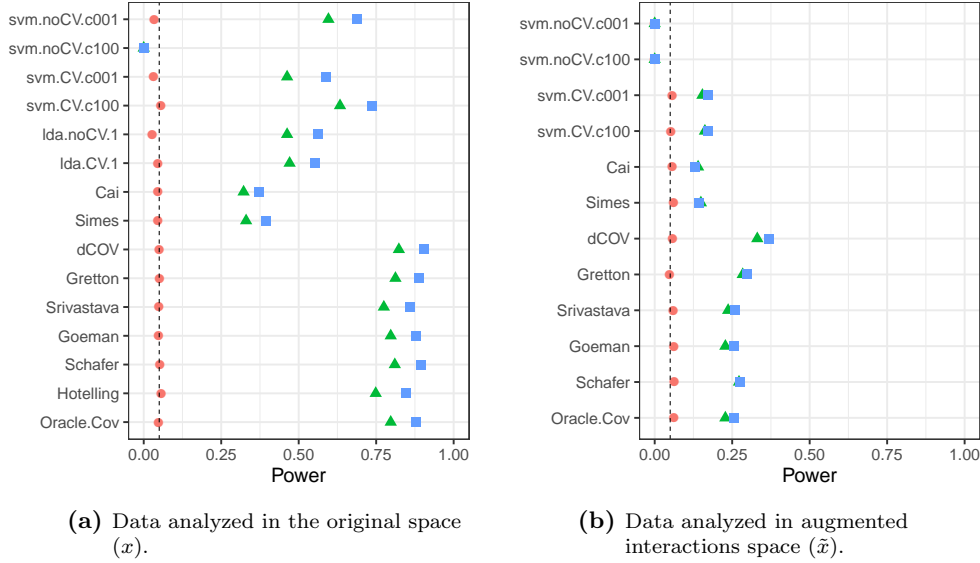 svm.noCV.c001
svm.noCV.c100
svm.CV.c001
svm.CV.c100
lda.noCV.1
lda.CV.1
Cai
Simes
dCOV
Gretton
Srivastava
Goeman
Schafer
Hotelling
Oracle.Cov
0.00 0.25 0.50 0.75 1.00
Power
(a) Data analyzed in the original space
(x).
svm.noCV.c001
svm.noCV.c100
svm.CV.c001
svm.CV.c100
Cai
Simes
dCOV
Gretton
Srivastava
Goeman
Schafer
Oracle.Cov
0.00 0.25 0.50 0.75 1.00
Power
(b) Data analyzed in augmented
interactions space (x̃).